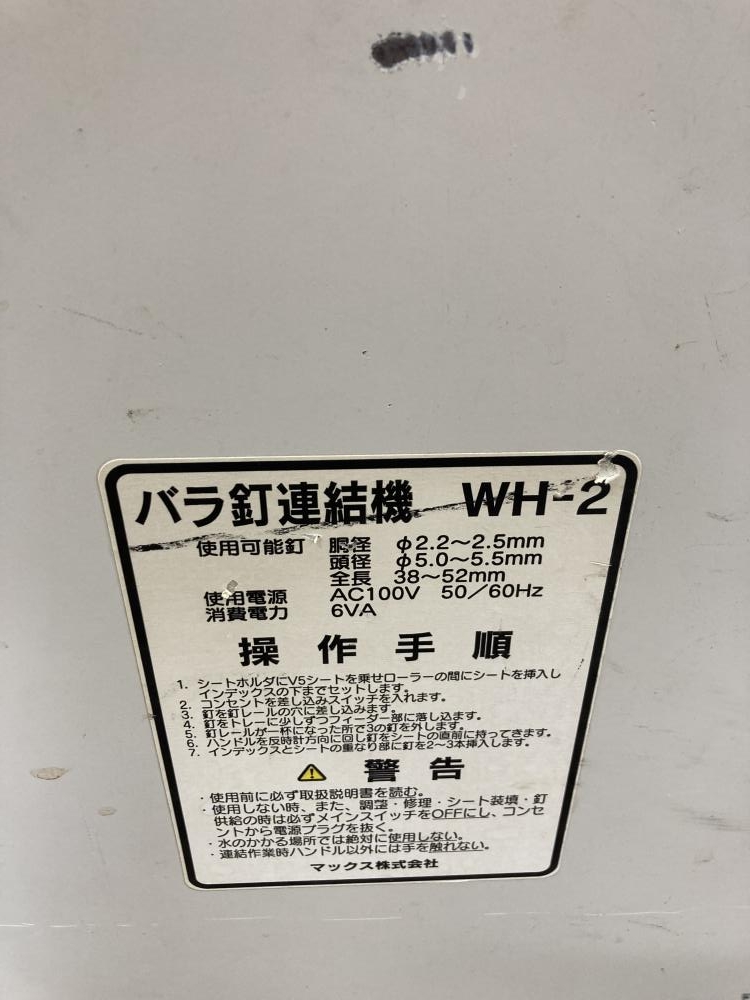 バラ釘連結機 WH-2
使用可能釘 胴径 φ2.2～2.5mm
頭径 φ5.0～5.5mm
全長 38～52mm
使用電源 AC100V 50／60Hz
消費電力 6VA
操作手順
1. シートホルダにV5シートを乗せローラーの間にシートを挿入し
インデックスの下までセットします。
2. コンセントを差し込みスイッチを入れます。
3. 釘を釘レールの穴に差し込みます。
4. 釘をトレーに少しずつフィーダー部に落し込ます。
5. 釘レールが一杯になった所で3の釘を外します。
6. ハンドルを反時計方向に回し釘をシートの直前に持ってきます。
7. インデックスとシートの重なり部に釘を2～3本挿入します。
⚠ 警告
・使用前に必ず取扱説明書を読む。
・使用しない時、また、調整・修理・シート装填・釘
供給の時は必ずメインスイッチをOFFにし、コンセ
ントから電源プラグを抜く。
・水のかかる場所では絶対に使用しない。
・連結作業時ハンドル以外には手を触れない。
マックス株式会社